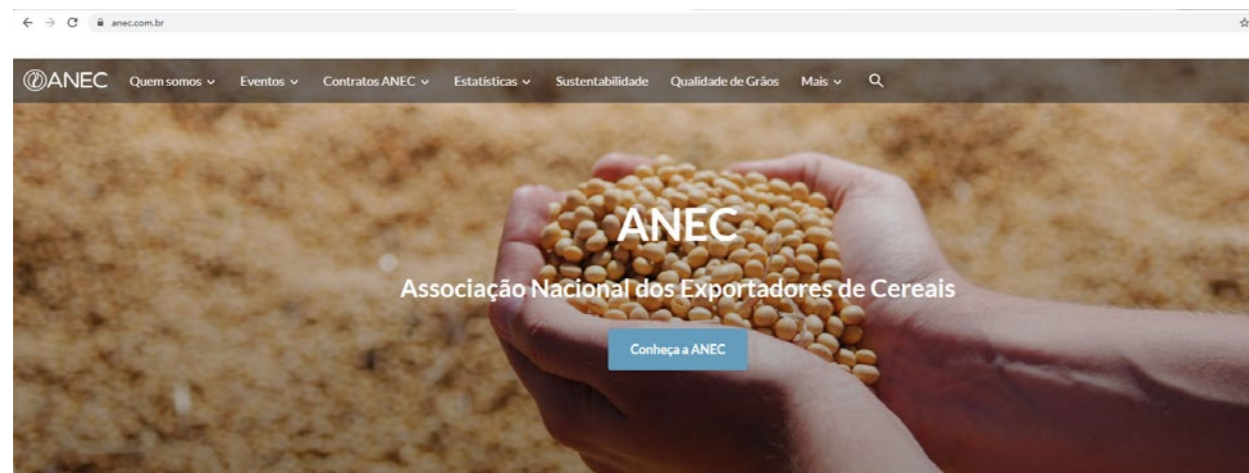 anec.com.br
ANEC Quem somos Eventos Contratos ANEC Estatísticas Sustentabilidade Qualidade de Grãos Mais
ANEC
Associação Nacional dos Exportadores de Cereais
Conheça a ANEC